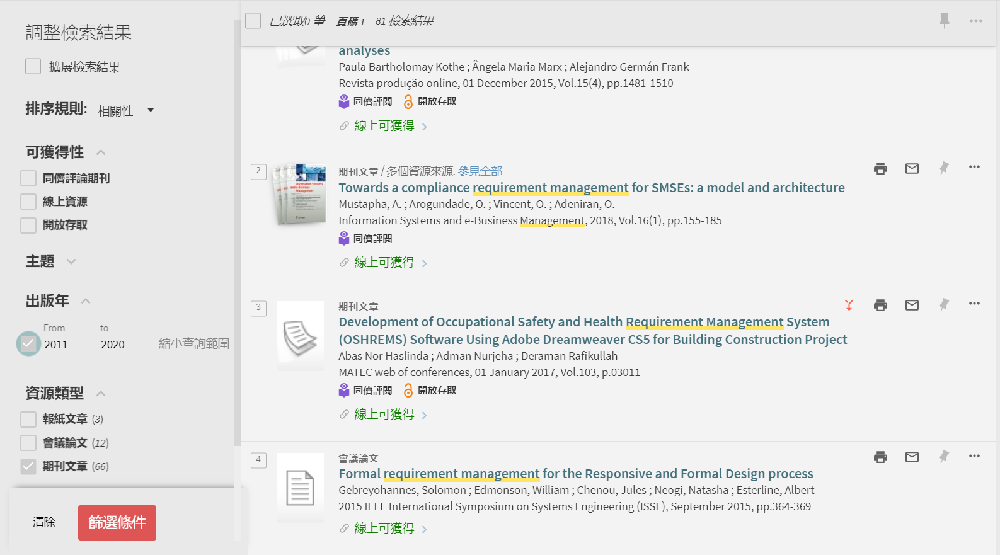 調整檢索結果
擴展檢索結果
排序規則: 相關性
可獲得性
同儕評論期刊
線上資源
開放存取
主題
出版年
From to
2011 2020 縮小查詢範圍
資源類型
報紙文章 (3)
會議論文 (12)
期刊文章 (66)
清除 篩選條件
已選取0 筆 頁碼 1 81 檢索結果
analyses
Paula Bartholomay Kothe ; Ângela Maria Marx ; Alejandro Germán Frank
Revista produção online, 01 December 2015, Vol.15(4), pp.1481-1510
同儕評閱 開放存取
線上可獲得
2
期刊文章 / 多個資源來源. 參見全部
Towards a compliance requirement management for SMSEs: a model and architecture
Mustapha, A. ; Arogundade, O. ; Vincent, O. ; Adeniran, O.
Information Systems and e-Business Management, 2018, Vol.16(1), pp.155-185
同儕評閱
線上可獲得
3
期刊文章
Development of Occupational Safety and Health Requirement Management System
(OSHREMS) Software Using Adobe Dreamweaver CS5 for Building Construction Project
Abas Nor Haslinda ; Adman Nurjeha ; Deraman Rafikullah
MATEC web of conferences, 01 January 2017, Vol.103, p.03011
同儕評閱 開放存取
線上可獲得
4
會議論文
Formal requirement management for the Responsive and Formal Design process
Gebreyohannes, Solomon ; Edmonson, William ; Chenou, Jules ; Neogi, Natasha ; Esterline, Albert
2015 IEEE International Symposium on Systems Engineering (ISSE), September 2015, pp.364-369
線上可獲得